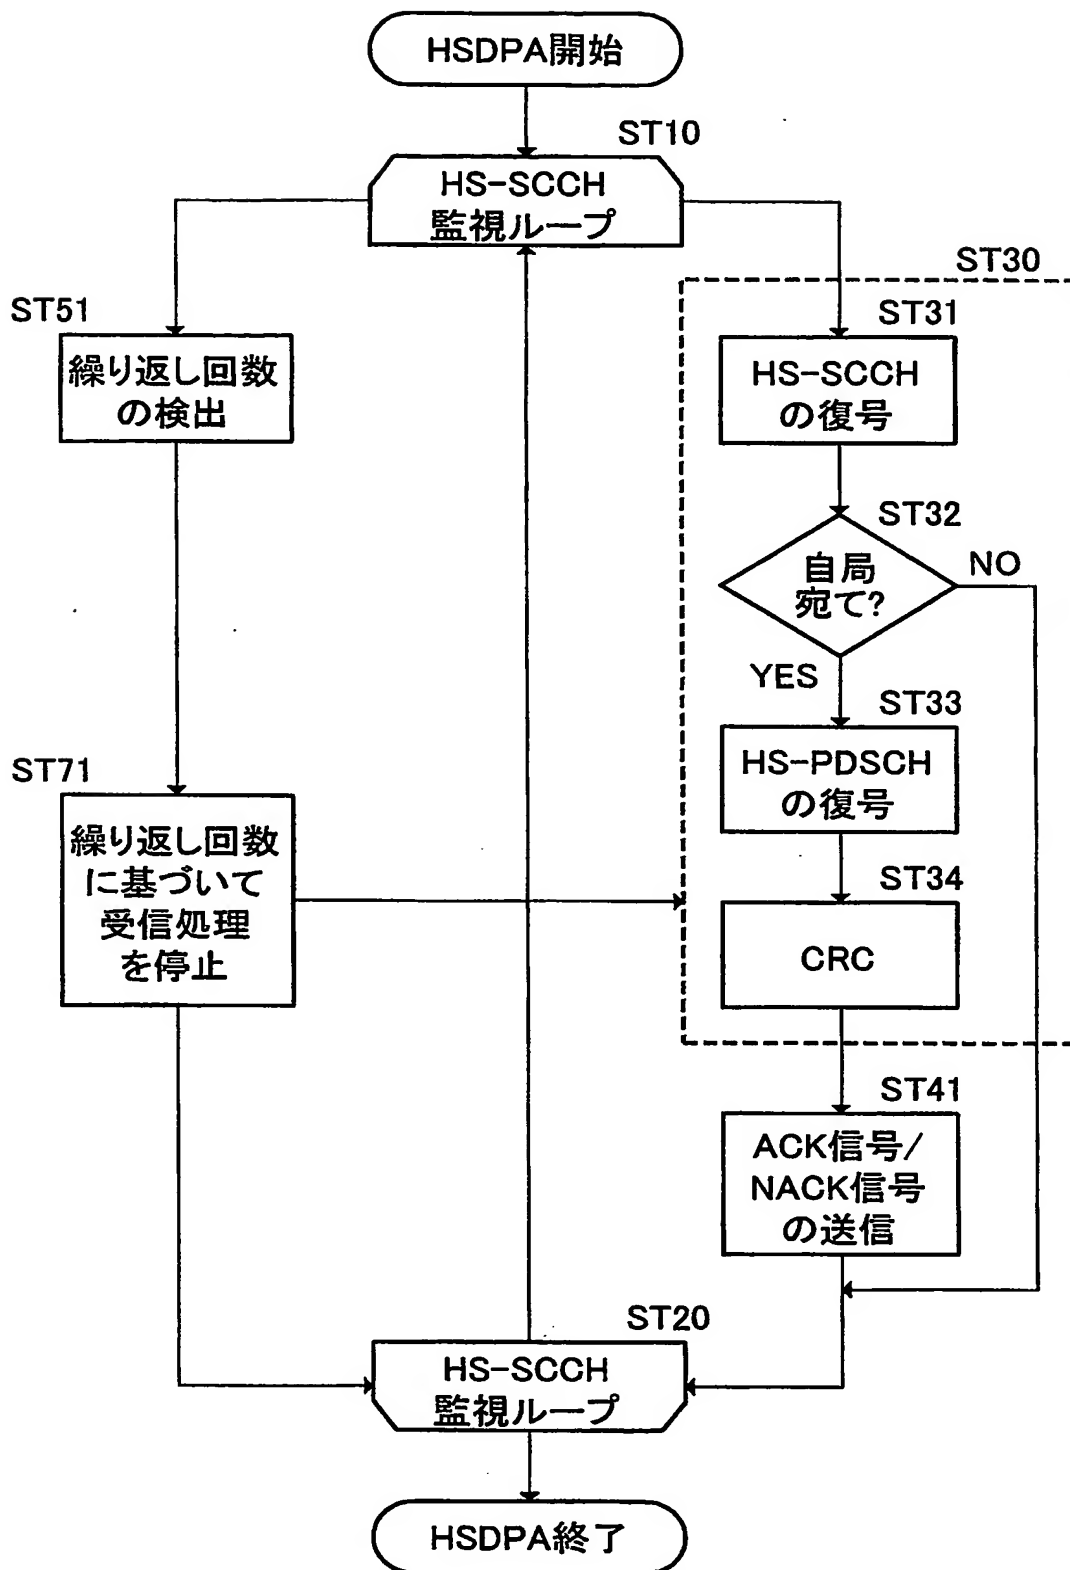 HSDPA開始
ST10
HS-SCCH
監視ループ
ST30
ST51
繰り返し回数
の検出
ST31
HS-SCCH
の復号
ST32
自局
宛て?
NO
YES
ST33
HS-PDSCH
の復号
ST71
繰り返し回数
に基づいて
受信処理
を停止
ST34
CRC
ST41
ACK信号/
NACK信号
の送信
ST20
HS-SCCH
監視ループ
HSDPA終了